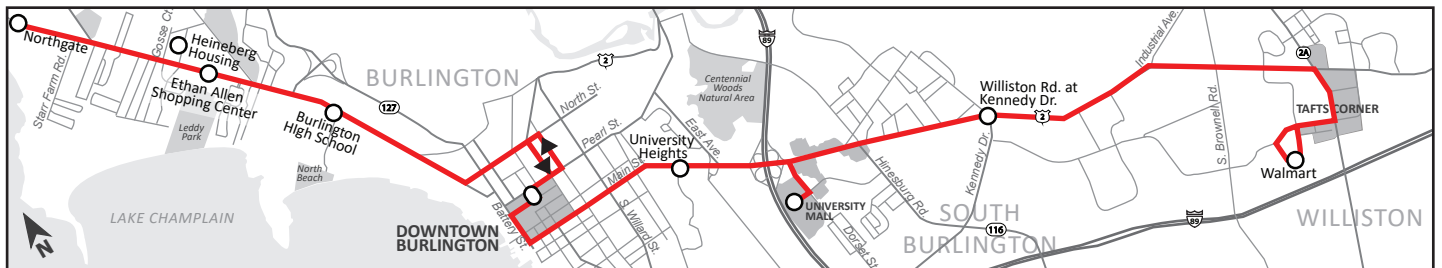 Northgate
Starr Farm Rd.
Gosse Ct.
Heineberg
Housing
Ethan Allen
Shopping Center
Leddy
Park
BURLINGTON
127
Burlington
High School
North
Beach
LAKE CHAMPLAIN
N
2
North St.
Pearl St.
Main St.
Battery St.
S. Willard St.
DOWNTOWN
BURLINGTON
University
Heights
East Ave.
Centennial
Woods
Natural Area
89
UNIVERSITY
MALL
Dorset St.
Hinesburg Rd.
Kennedy Dr.
Williston Rd. at
Kennedy Dr.
2
SOUTH
BURLINGTON
116
Industrial Ave.
S. Brownell Rd.
2A
TAFTS CORNER
Walmart
89
WILLISTON